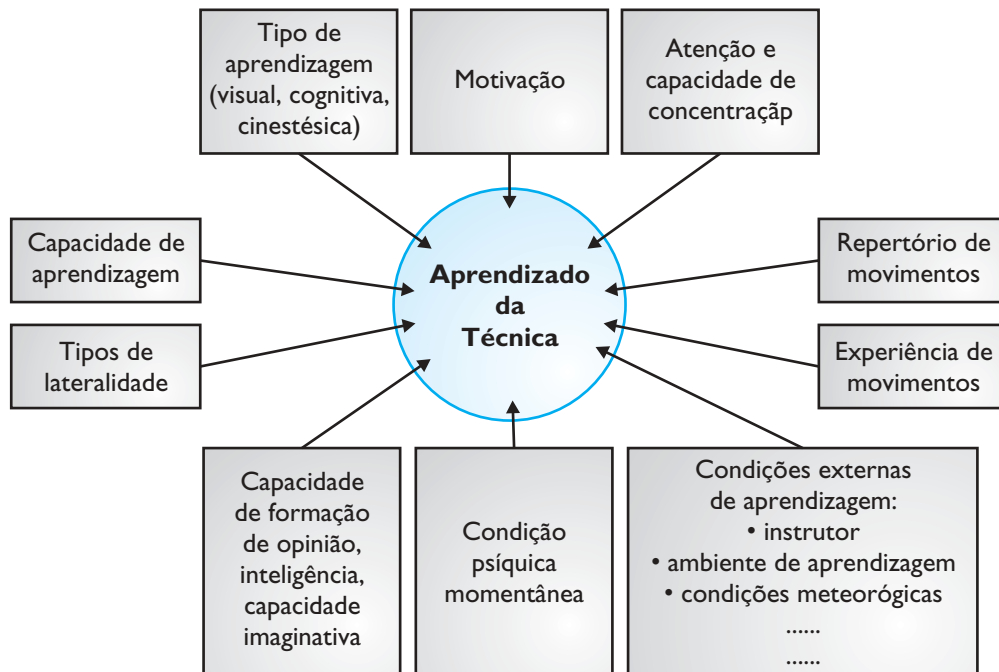 Tipo de
aprendizagem
(visual, cognitiva,
cinestésica)
Motivação
Atenção e
capacidade de
concentraçãp
Capacidade de
aprendizagem
Aprendizado
da
Técnica
Repertório de
movimentos
Tipos de
lateralidade
Experiência de
movimentos
Capacidade
de formação
de opinião,
inteligência,
capacidade
imaginativa
Condição
psíquica
momentânea
Condições externas
de aprendizagem:
• instrutor
• ambiente de aprendizagem
• condições meteorógicas
......
......